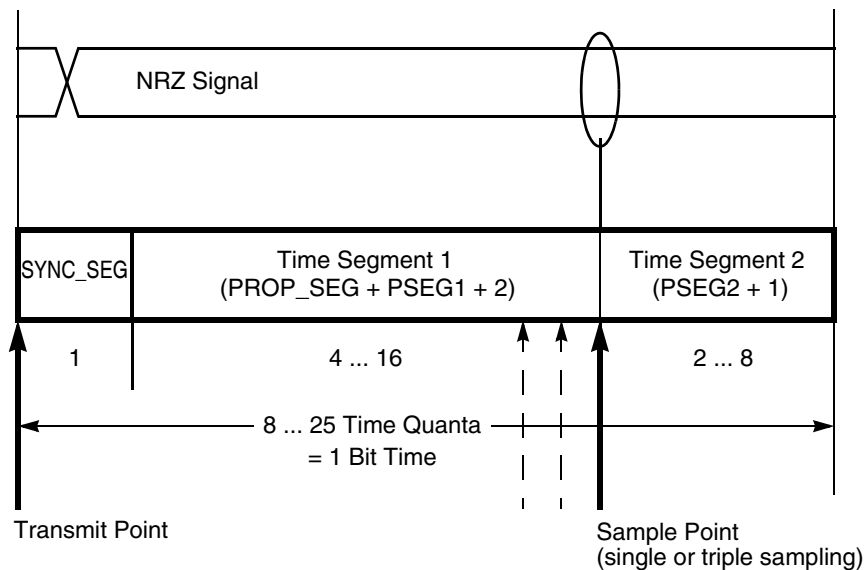 NRZ Signal
SYNC_SEG
Time Segment 1
(PROP_SEG + PSEG1 + 2)
Time Segment 2
(PSEG2 + 1)
1
4 ... 16
2 ... 8
8 ... 25 Time Quanta
= 1 Bit Time
Transmit Point
Sample Point
(single or triple sampling)